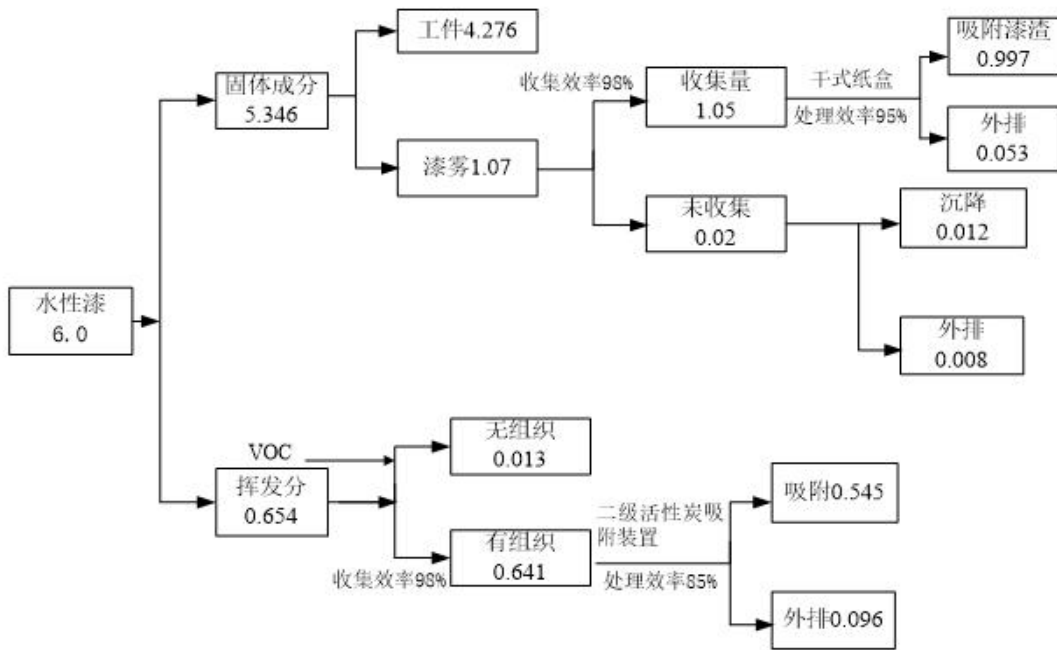 工件4.276
吸附漆渣
0.997
固体成分
5.346
收集效率98%
收集量
1.05
干式纸盒
处理效率95%
外排
0.053
漆雾1.07
未收集
0.02
沉降
0.012
水性漆
6.0
外排
0.008
VOC
无组织
0.013
挥发分
0.654
吸附0.545
二级活性炭吸
附装置
有组织
0.641
收集效率98%
处理效率85%
外排0.096